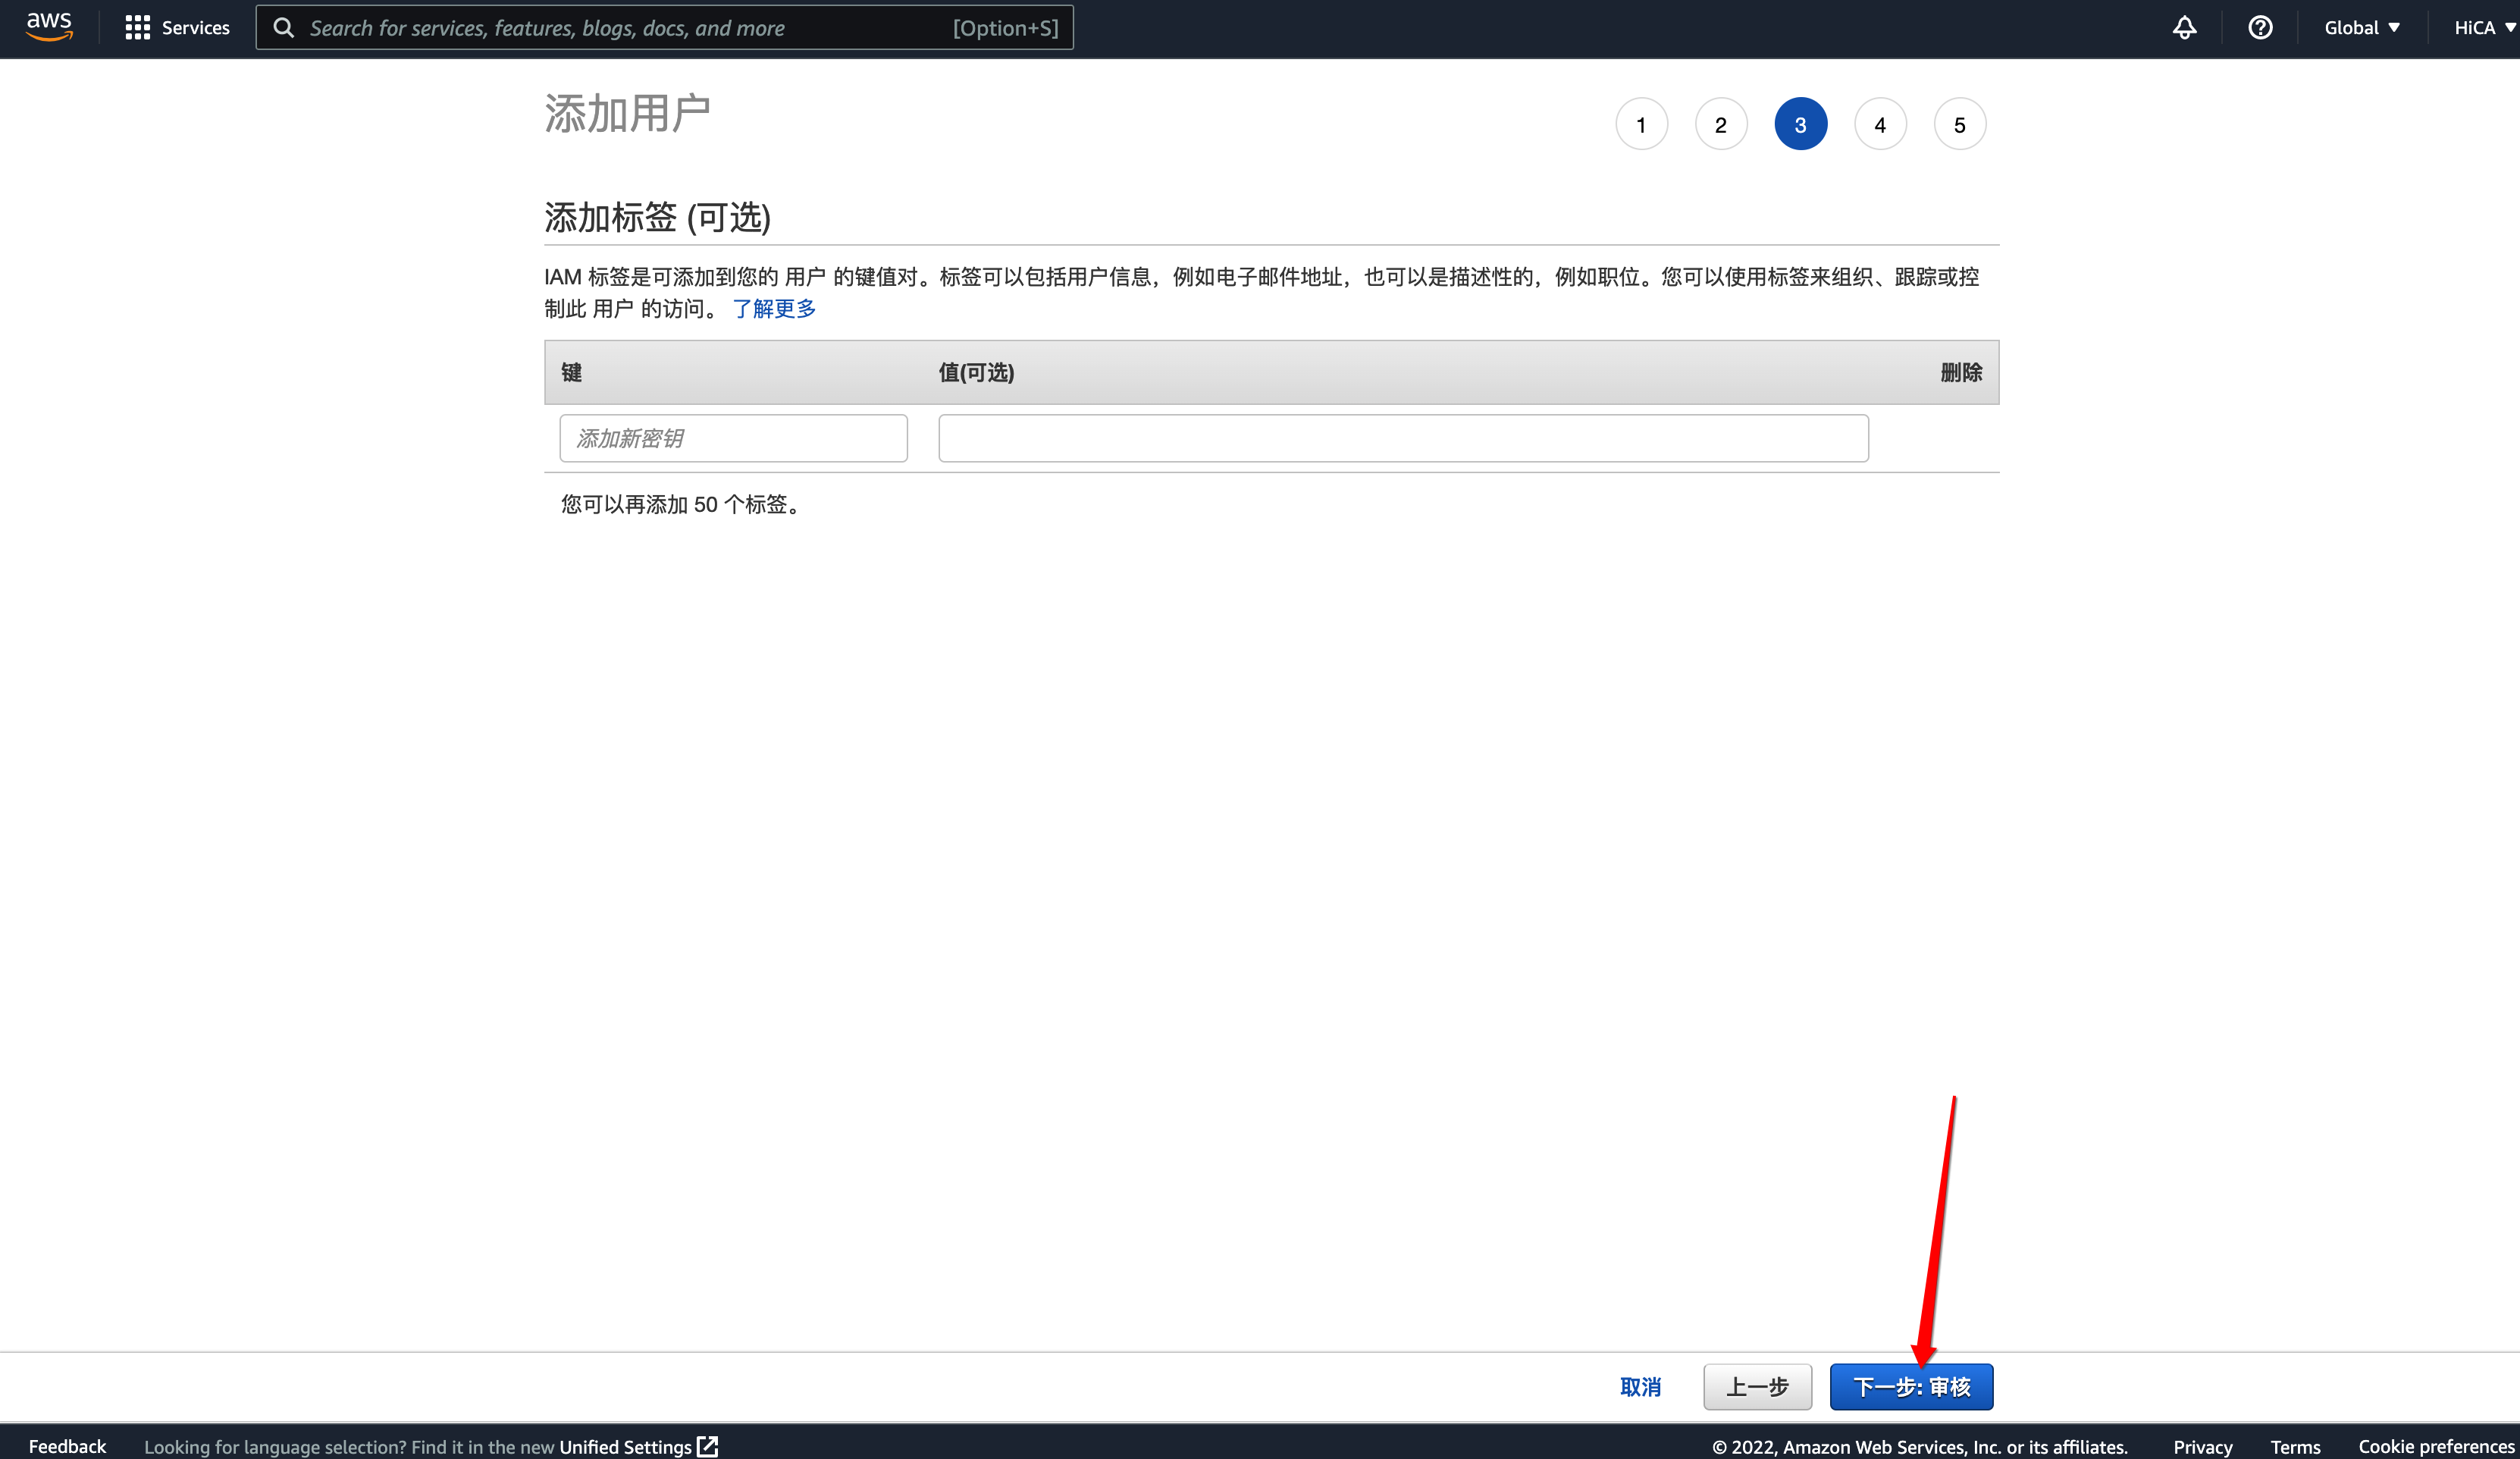 aws
Services
Search for services, features, blogs, docs, and more
[Option+S]
Global
HiCA
添加用户
1
2
3
4
5
添加标签 (可选)
IAM 标签是可添加到您的 用户 的键值对。标签可以包括用户信息，例如电子邮件地址，也可以是描述性的，例如职位。您可以使用标签来组织、跟踪或控
制此 用户 的访问。 了解更多
键
值(可选)
删除
添加新密钥
您可以再添加 50 个标签。
取消
上一步
下一步: 审核
Feedback
Looking for language selection? Find it in the new Unified Settings
© 2022, Amazon Web Services, Inc. or its affiliates.
Privacy
Terms
Cookie preferences